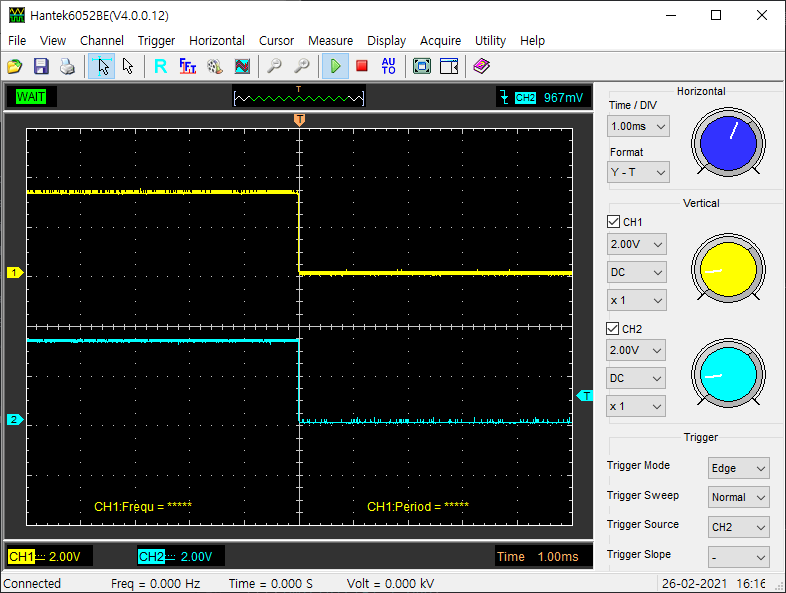 Hantek6052BE(V4.0.0.12)
File View Channel Trigger Horizontal Cursor Measure Display Acquire Utility Help
R FFT AU TO
WAIT T CH2 967mV
T
1
2
T
CH1:Frequ = ***** CH1:Period = *****
CH1 2.00V CH2 2.00V Time 1.00ms
Horizontal
Time / DIV
1.00ms
Format
Y - T
Vertical
CH1
2.00V
DC
x 1
CH2
2.00V
DC
x 1
Trigger
Trigger Mode Edge
Trigger Sweep Normal
Trigger Source CH2
Trigger Slope -
Connected Freq = 0.000 Hz Time = 0.000 S Volt = 0.000 kV 26-02-2021 16:16